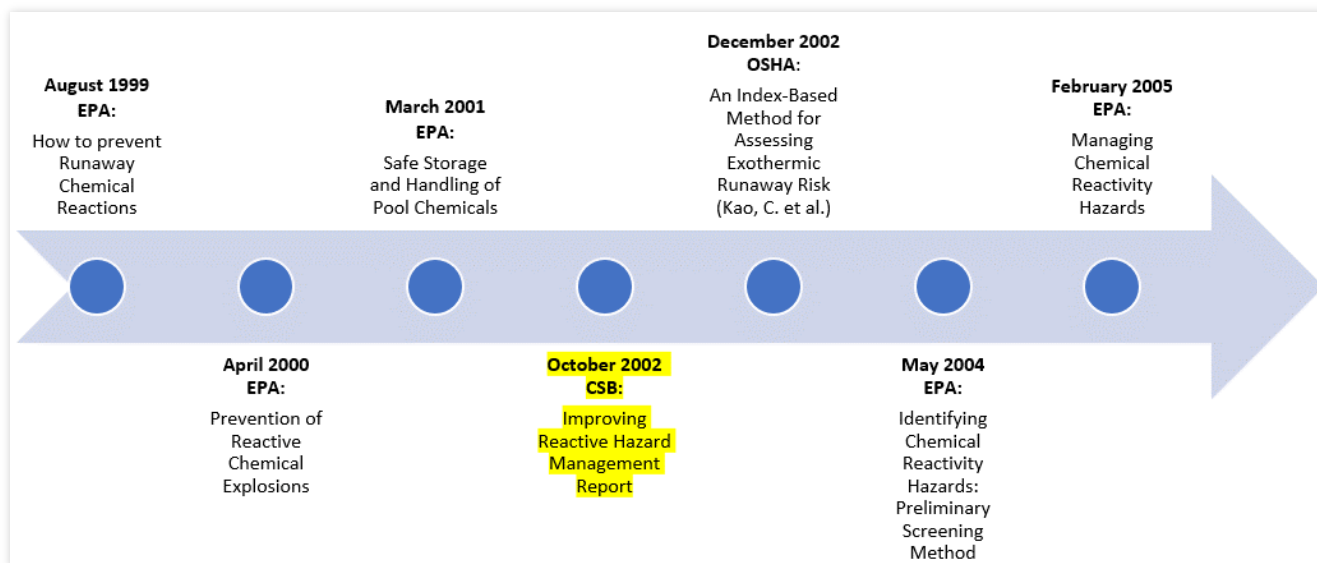 August 1999
EPA:
How to prevent
Runaway
Chemical
Reactions
April 2000
EPA:
Prevention of
Reactive
Chemical
Explosions
March 2001
EPA:
Safe Storage
and Handling of
Pool Chemicals
October 2002
CSB:
Improving
Reactive Hazard
Management
Report
December 2002
OSHA:
An Index-Based
Method for
Assessing
Exothermic
Runaway Risk
(Kao, C. et al.)
May 2004
EPA:
Identifying
Chemical
Reactivity
Hazards:
Preliminary
Screening
Method
February 2005
EPA:
Managing
Chemical
Reactivity
Hazards